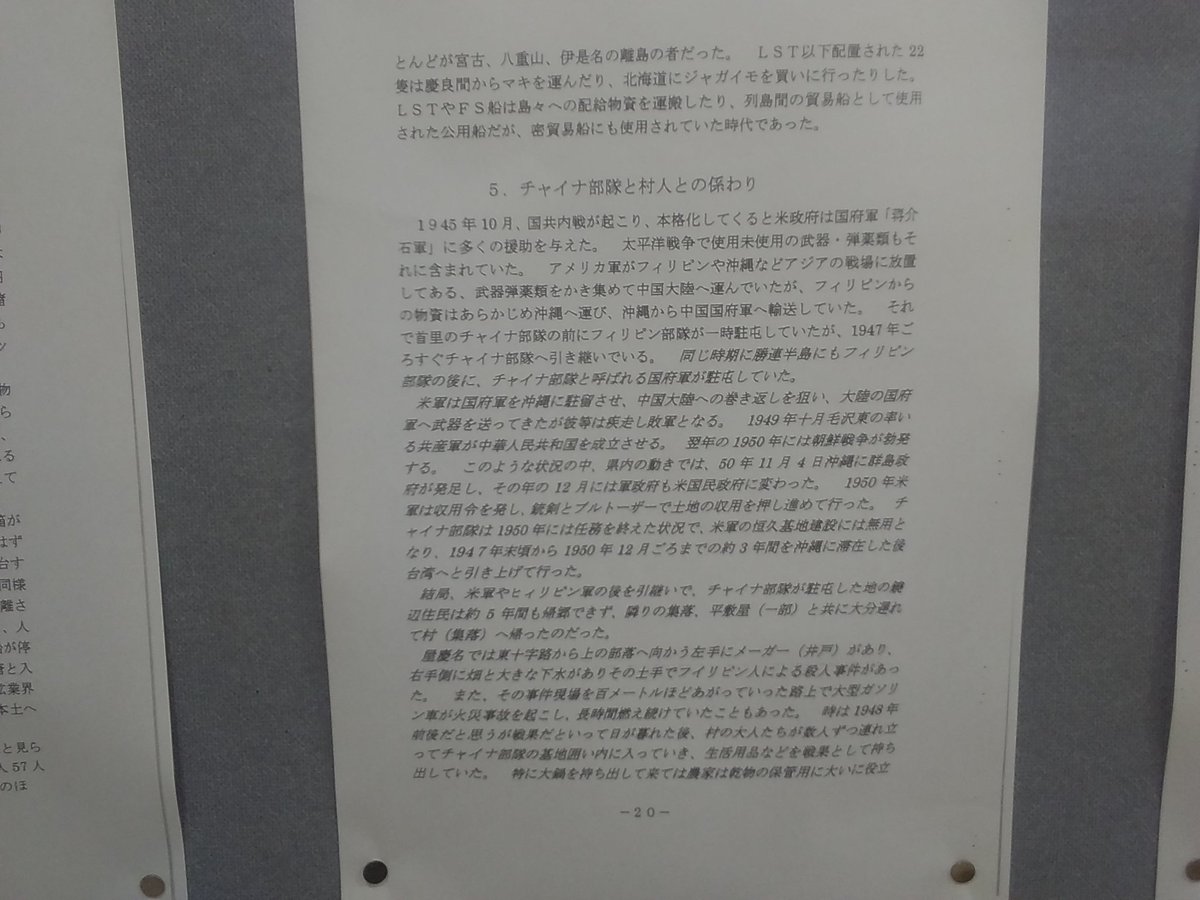 とんどが宮古、八重山、伊是名の離島の者だった。　ＬＳＴ以下配置された 22
隻は慶良間からマキを運んだり、北海道にジャガイモを買いに行ったりした。
ＬＳＴやＦＳ船は島々への配給物資を運搬したり、列島間の貿易船として使用
された公用船だが、密貿易船にも使用されていた時代であった。
５．チャイナ部隊と村人との係わり
１９４５年 10 月、国共内戦が起こり、本格化してくると米政府は国府軍「蒋介
石軍」に多くの援助を与えた。　太平洋戦争で使用未使用の武器・弾薬類もそ
れに含まれていた。　アメリカ軍がフィリピンや沖縄などアジアの戦場に放置
してある、武器弾薬類をかき集めて中国大陸へ運んでいたが、フィリピンから
の物資はあらかじめ沖縄へ運び、沖縄から中国国府軍へ輸送していた。　それ
で首里のチャイナ部隊の前にフィリピン部隊が一時駐屯していたが、1947 年ご
ろすぐチャイナ部隊へ引き継いでいる。　同じ時期に勝連半島にもフィリピン
部隊の後に、チャイナ部隊と呼ばれる国府軍が駐屯していた。
米軍は国府軍を沖縄に駐留させ、中国大陸への巻き返しを狙い、大陸の国府
軍へ武器を送ってきたが彼等は疾走し敗軍となる。　1949 年十月毛沢東の率い
る共産軍が中華人民共和国を成立させる。　翌年の 1950 年には朝鮮戦争が勃発
する。　このような状況の中、県内の動きでは、50 年 11 月 4 日沖縄に群島政
府が発足し、その年の 12 月には軍政府も米国民政府に変わった。　1950 年米
軍は収用令を発し、銃剣とブルトーザーで土地の収用を押し進めて行った。　チ
ャイナ部隊は 1950 年には任務を終えた状況で、米軍の恒久基地建設には無用と
なり、１９４７年末頃から 1950 年 12 月ごろまでの約 3 年間を沖縄に滞在した後
台湾へと引き上げて行った。
結局、米軍やヒィリピン軍の後を引継いで、チャイナ部隊が駐屯した地の
辺住民は約 5 年間も帰郷できず、隣りの集落、平敷屋（一部）と共に大分遅れ
て村（集落）へ帰ったのだった。
屋慶名では東十字路から上の部落へ向かう左手にメーガー（井戸）があり、
右手側に畑と大きな下水がありその土手でフイリピン人による殺人事件があっ
た。　また、その事件現場を百メートルほどあがっていった路上で大型ガソリ
ン車が火災事故を起こし、長時間燃え続けていたこともあった。　時は 1948 年
前後だと思うが戦果だといって日が暮れた後、村の大人たちが数人ずつ連れ立
ってチャイナ部隊の基地囲い内に入っていき、生活用品などを戦果として持ち
出していた。　特に大鍋を持ち出して来ては農家は乾物の保管用に大いに役立
－２０－
物
ら
る
て
が
はず
台す
同様
離さ
、人
が停
と入
業界
本土へ
と見ら
人 57 人
のほ